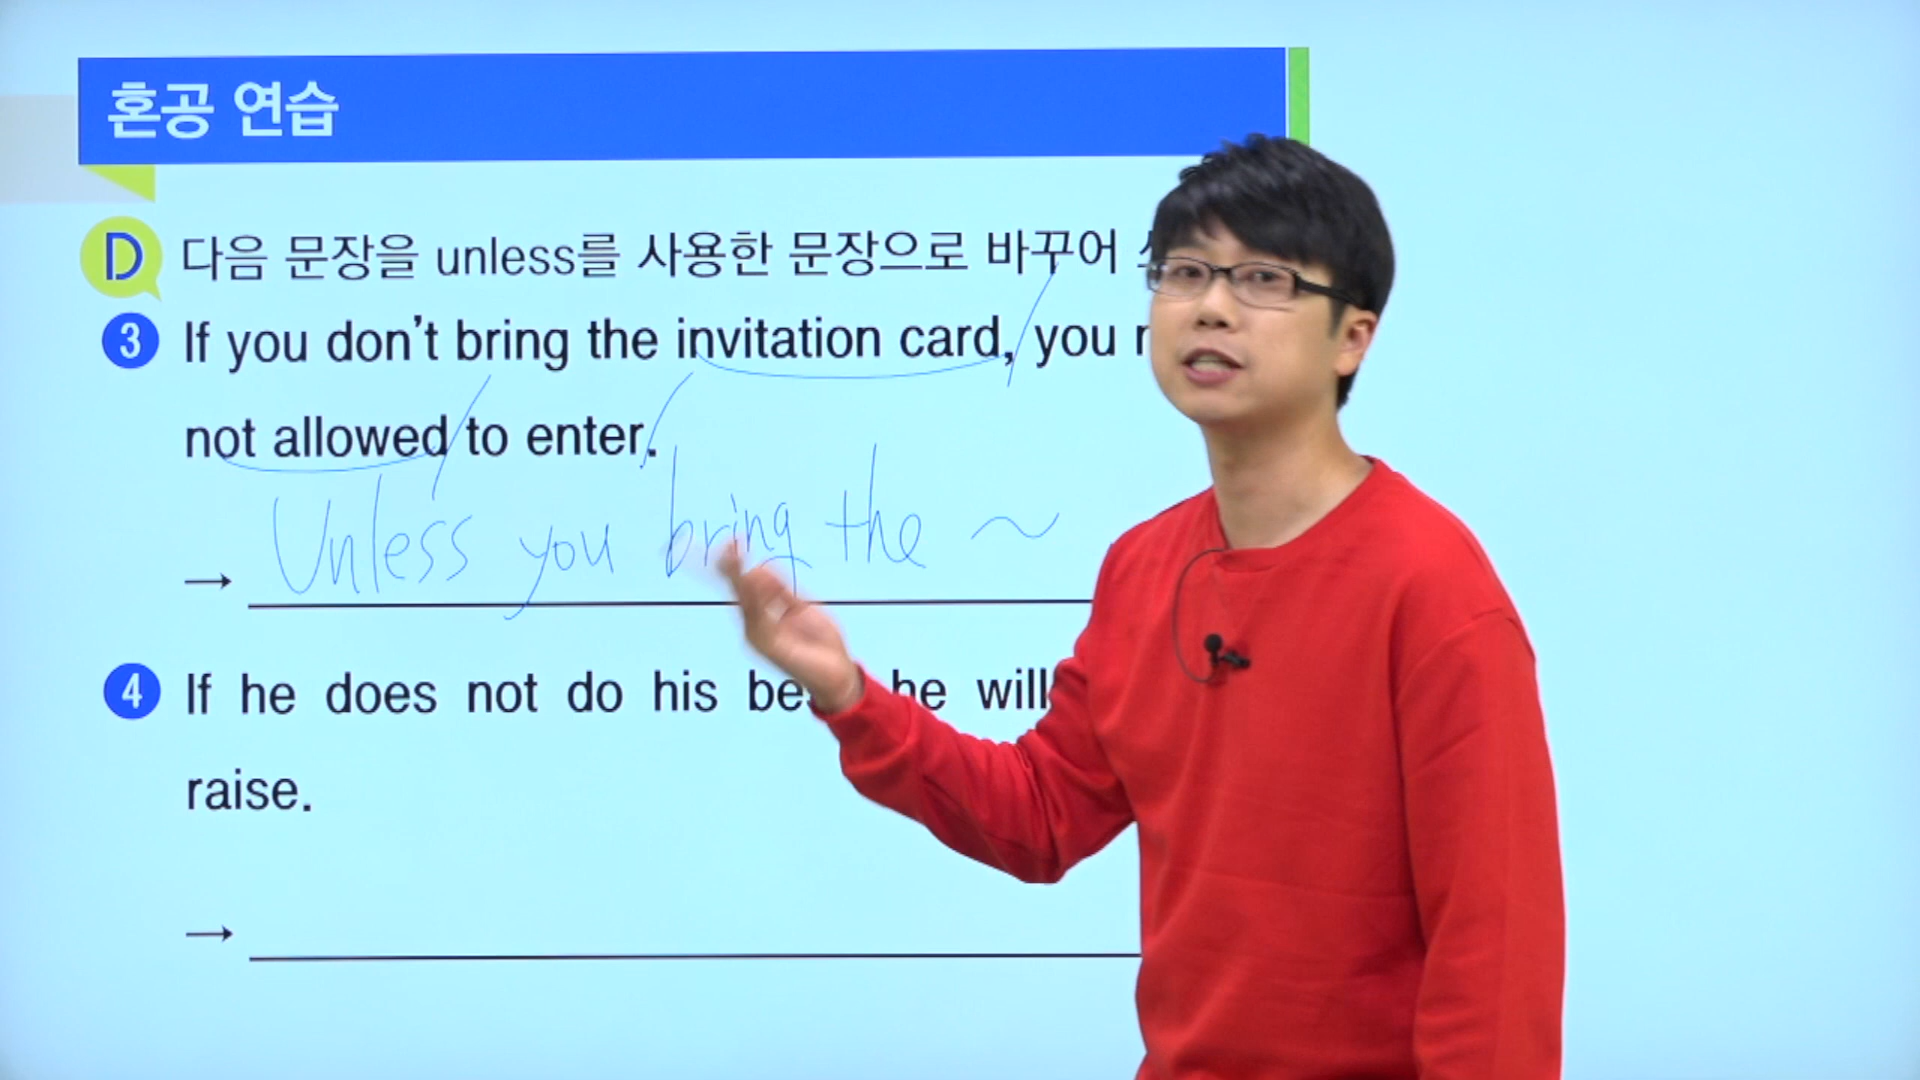 혼공 연습
D 다음 문장을 unless를 사용한 문장으로 바꾸어
3 If you don't bring the invitation card, you
not allowed to enter.
→ Unless you bring the ~
4 If he does not do his he will
raise.
→